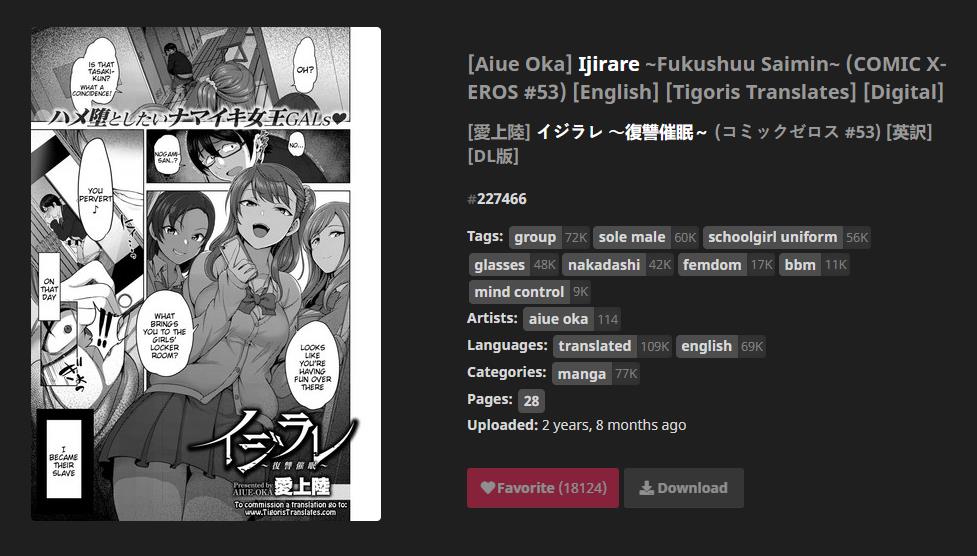 IS THAT
TASAKI-
KUN?
WHAT A
COINCIDENCE!
OH?
ハメ堕としたいナマイキ女王GALs♥
NOGAMI-
SAN..?
NO...
YOU
PERVERT
♪
ON
THAT
DAY
WHAT
BRINGS
YOU TO THE
GIRLS'
LOCKER
ROOM?
LOOKS
LIKE
YOU'RE
HAVING
FUN OVER
THERE
I
BECAME
THEIR
SLAVE
イジラレ
~復讐催眠~
Presented by
AIUE-OKA 愛上陸
To commission a translation go to:
www.TigorisTranslates.com
[Aiue Oka] Ijirare ~Fukushuu Saimin~ (COMIC X-
EROS #53) [English] [Tigoris Translates] [Digital]
[愛上陸] イジラレ ～復讐催眠～ (コミックゼロス #53) [英訳]
[DL版]
#227466
Tags: group 72K sole male 60K schoolgirl uniform 56K
glasses 48K nakadashi 42K femdom 17K bbm 11K
mind control 9K
Artists: aiue oka 114
Languages: translated 109K english 69K
Categories: manga 77K
Pages: 28
Uploaded: 2 years, 8 months ago
Favorite (18124) Download